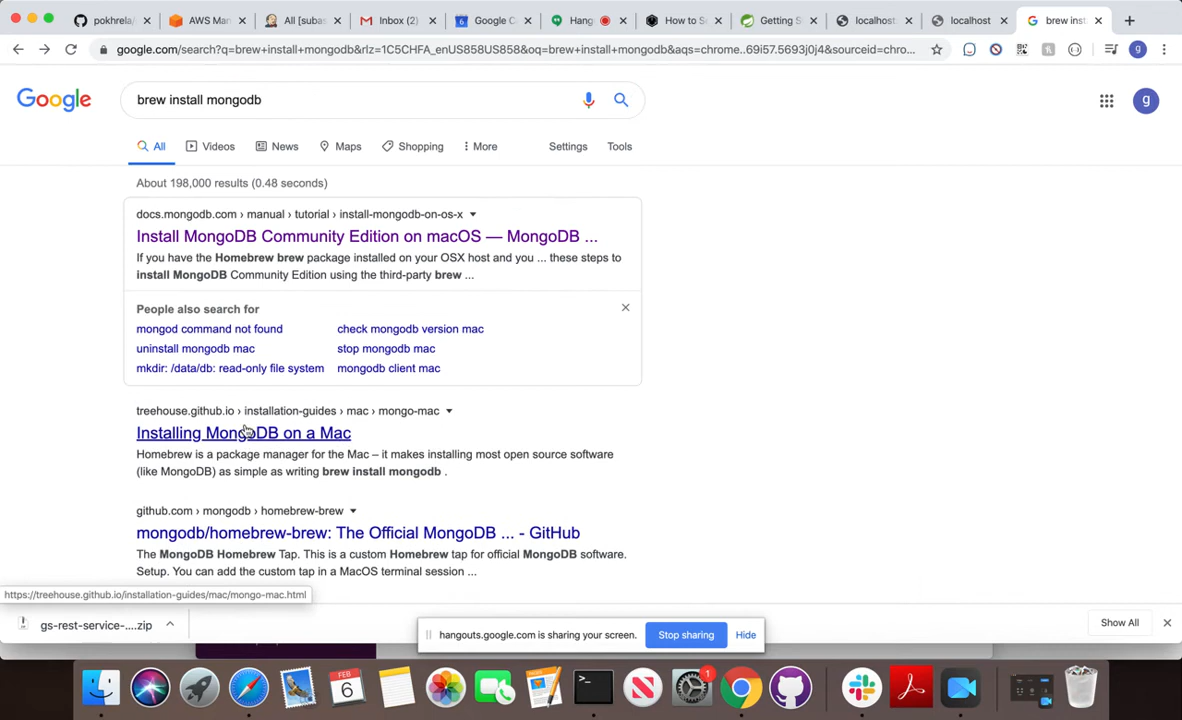 pokhrela/
AWS Man
All [subas
Inbox (2)
Google C
Hang
How to S
Getting S
localhost
localhost
brew inst
google.com/search?q=brew+install+mongodb&rlz=1C5CHFA_enUS858US858&oq=brew+install+mongodb&aqs=chrome..69i57.5693j0j4&sourceid=chro...
g
Google
brew install mongodb
g
All
Videos
News
Maps
Shopping
More
Settings
Tools
About 198,000 results (0.48 seconds)
docs.mongodb.com › manual › tutorial › install-mongodb-on-os-x
Install MongoDB Community Edition on macOS — MongoDB ...
If you have the Homebrew brew package installed on your OSX host and you ... these steps to
install MongoDB Community Edition using the third-party brew ...
People also search for
mongod command not found
check mongodb version mac
uninstall mongodb mac
stop mongodb mac
mkdir: /data/db: read-only file system
mongodb client mac
treehouse.github.io › installation-guides › mac › mongo-mac
Installing MongoDB on a Mac
Homebrew is a package manager for the Mac – it makes installing most open source software
(like MongoDB) as simple as writing brew install mongodb .
github.com › mongodb › homebrew-brew
mongodb/homebrew-brew: The Official MongoDB ... - GitHub
The MongoDB Homebrew Tap. This is a custom Homebrew tap for official MongoDB software.
Setup. You can add the custom tap in a MacOS terminal session ...
https://treehouse.github.io/installation-guides/mac/mongo-mac.html
gs-rest-service-....zip
hangouts.google.com is sharing your screen.
Stop sharing
Hide
Show All
FEB
6
1